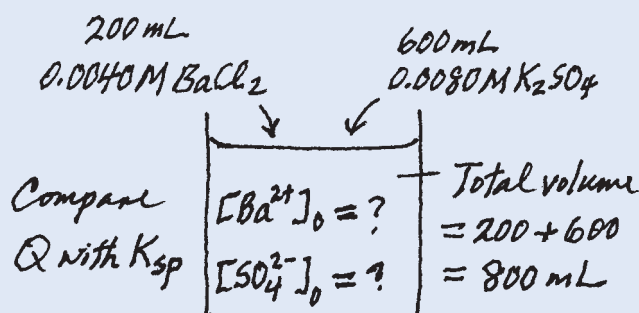 200 mL
0.0040 M BaCl₂
600 mL
0.0080 M K₂SO₄
Compare
Q with Kₛₚ
[Ba²⁺]₀ = ?
[SO₄²⁻]₀ = ?
Total volume
= 200 + 600
= 800 mL